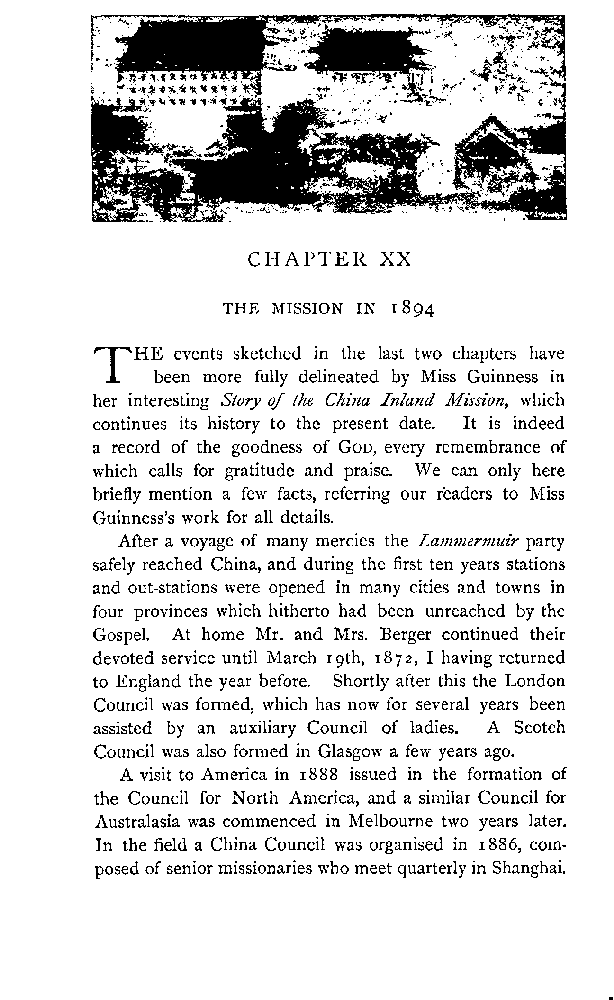 CHAPTER XX
THE MISSION IN 1894
THE events sketched in the last two chapters have
been more fully delineated by Miss Guinness in
her interesting Story of the China Inland Mission, which
continues its history to the present date. It is indeed
a record of the goodness of GOD, every remembrance of
which calls for gratitude and praise. We can only here
briefly mention a few facts, referring our readers to Miss
Guinness's work for all details.
After a voyage of many mercies the Lammermuir party
safely reached China, and during the first ten years stations
and out-stations were opened in many cities and towns in
four provinces which hitherto had been unreached by the
Gospel. At home Mr. and Mrs. Berger continued their
devoted service until March 19th, 1872, I having returned
to England the year before. Shortly after this the London
Council was formed, which has now for several years been
assisted by an auxiliary Council of ladies. A Scotch
Council was also formed in Glasgow a few years ago.
A visit to America in 1888 issued in the formation of
the Council for North America, and a similar Council for
Australasia was commenced in Melbourne two years later.
In the field a China Council was organised in 1886, com-
posed of senior missionaries who meet quarterly in Shanghai.